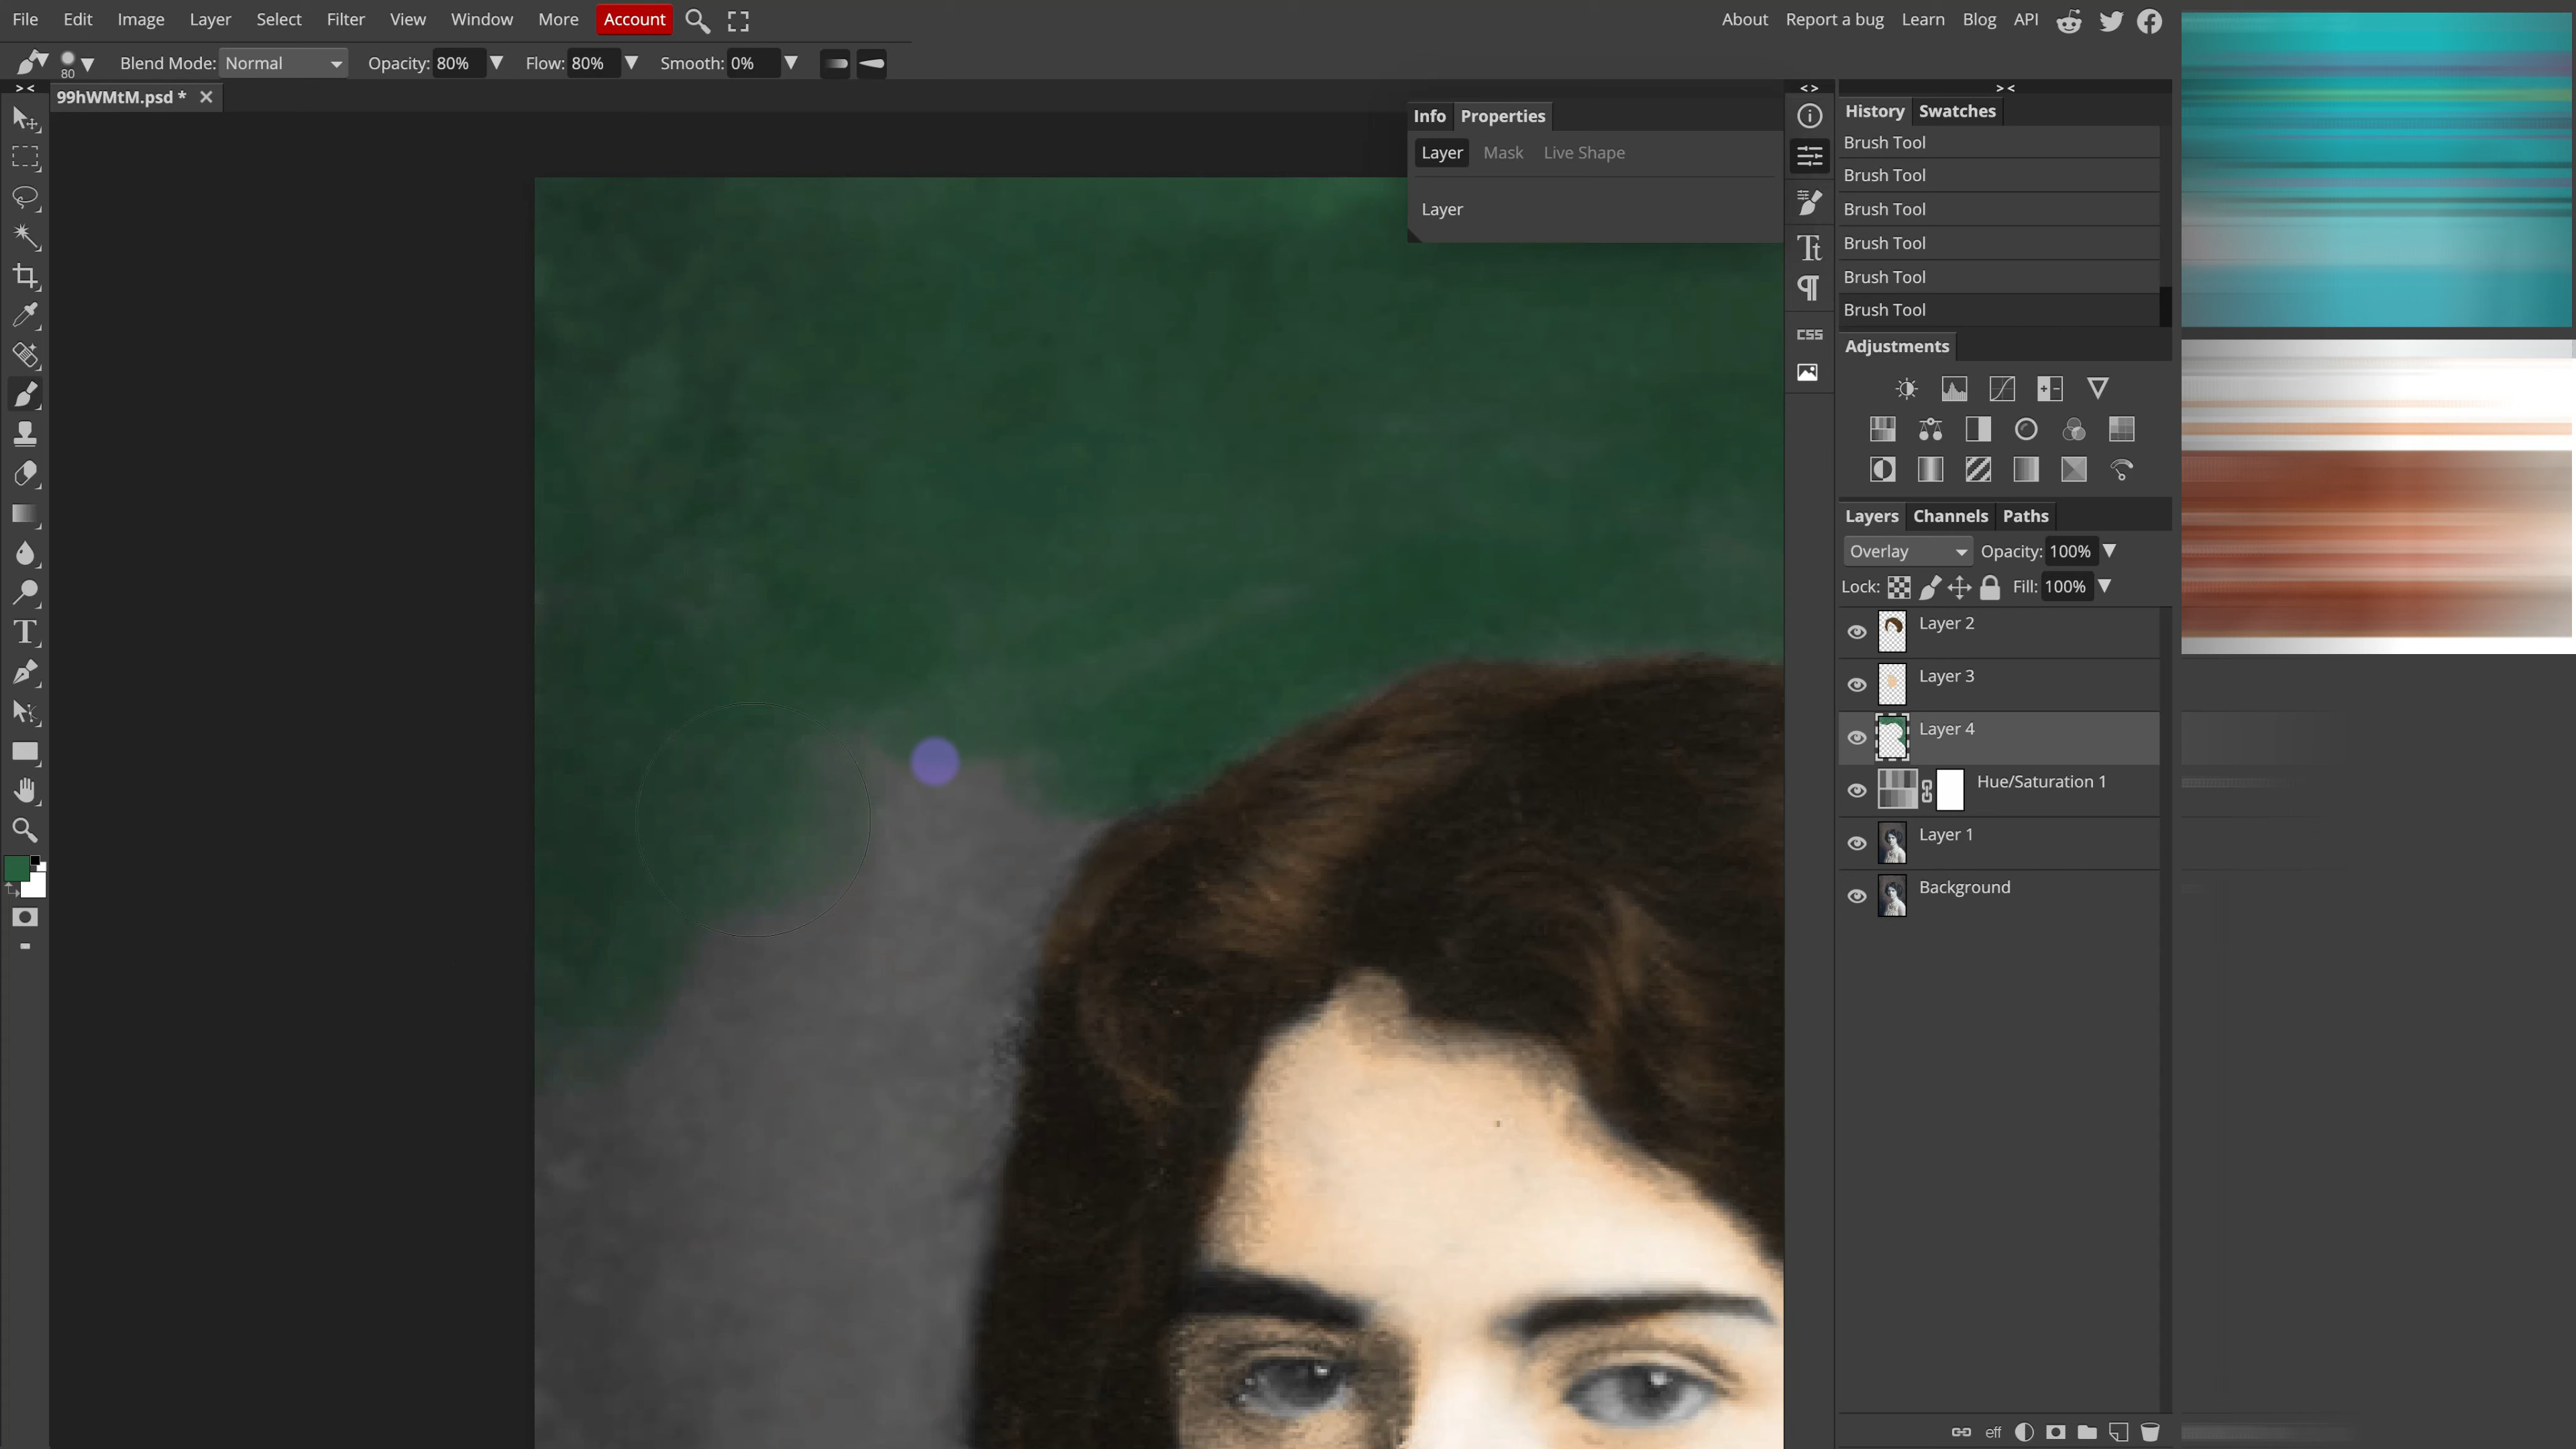 File Edit Image Layer Select Filter View Window More Account About Report a bug Learn Blog API
80 Blend Mode: Normal Opacity: 80% Flow: 80% Smooth: 0%
99hWMtM.psd *
Info Properties
Layer Mask Live Shape
Layer
Tt
CSS
History Swatches
Brush Tool
Brush Tool
Brush Tool
Brush Tool
Brush Tool
Brush Tool
Adjustments
Layers Channels Paths
Overlay Opacity: 100%
Lock: Fill: 100%
Layer 2
Layer 3
Layer 4
Hue/Saturation 1
Layer 1
Background
eff